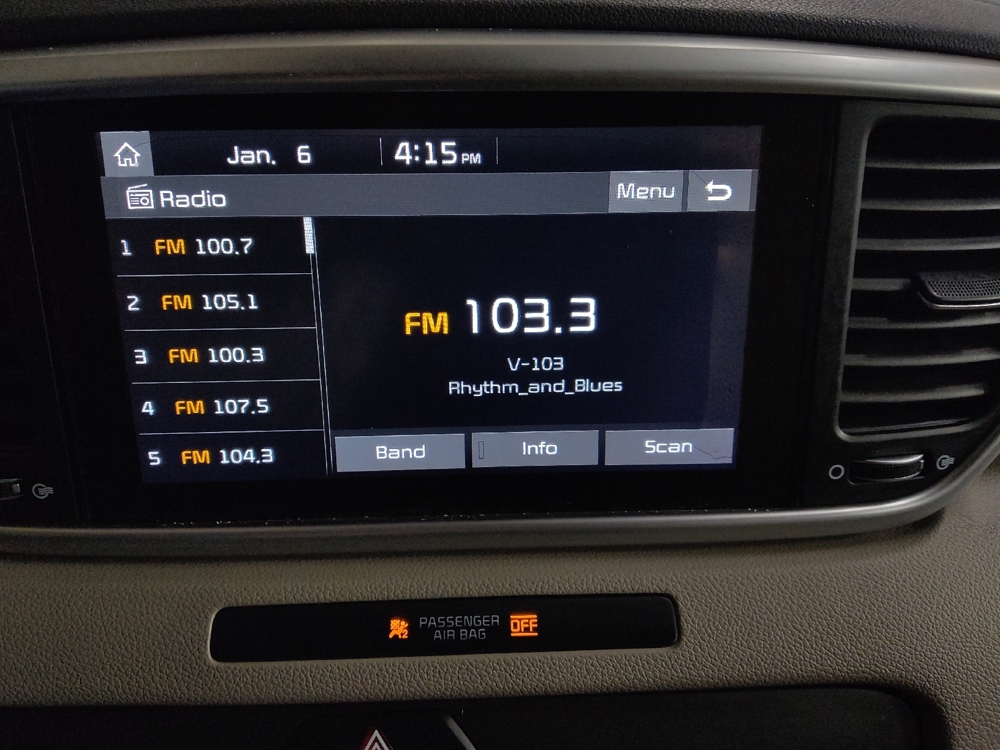 Jan. 6 4:15 PM
Radio Menu
1 FM 100.7
2 FM 105.1
3 FM 100.3
4 FM 107.5
5 FM 104.3
FM 103.3
V-103
Rhythm_and_Blues
Band Info Scan
PASSENGER
AIR BAG
OFF
2